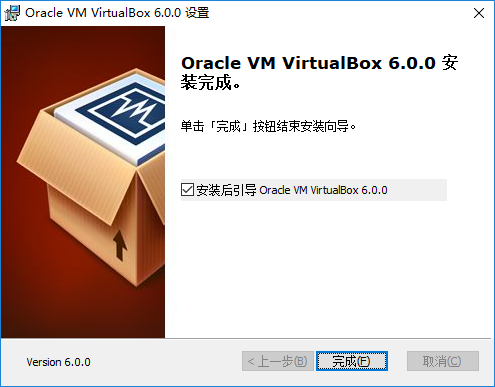 Oracle VM VirtualBox 6.0.0 设置
Oracle VM VirtualBox 6.0.0 安
装完成。
单击「完成」按钮结束安装向导。
安装后引导 Oracle VM VirtualBox 6.0.0
Version 6.0.0
< 上一步(B)
完成(F)
取消(C)